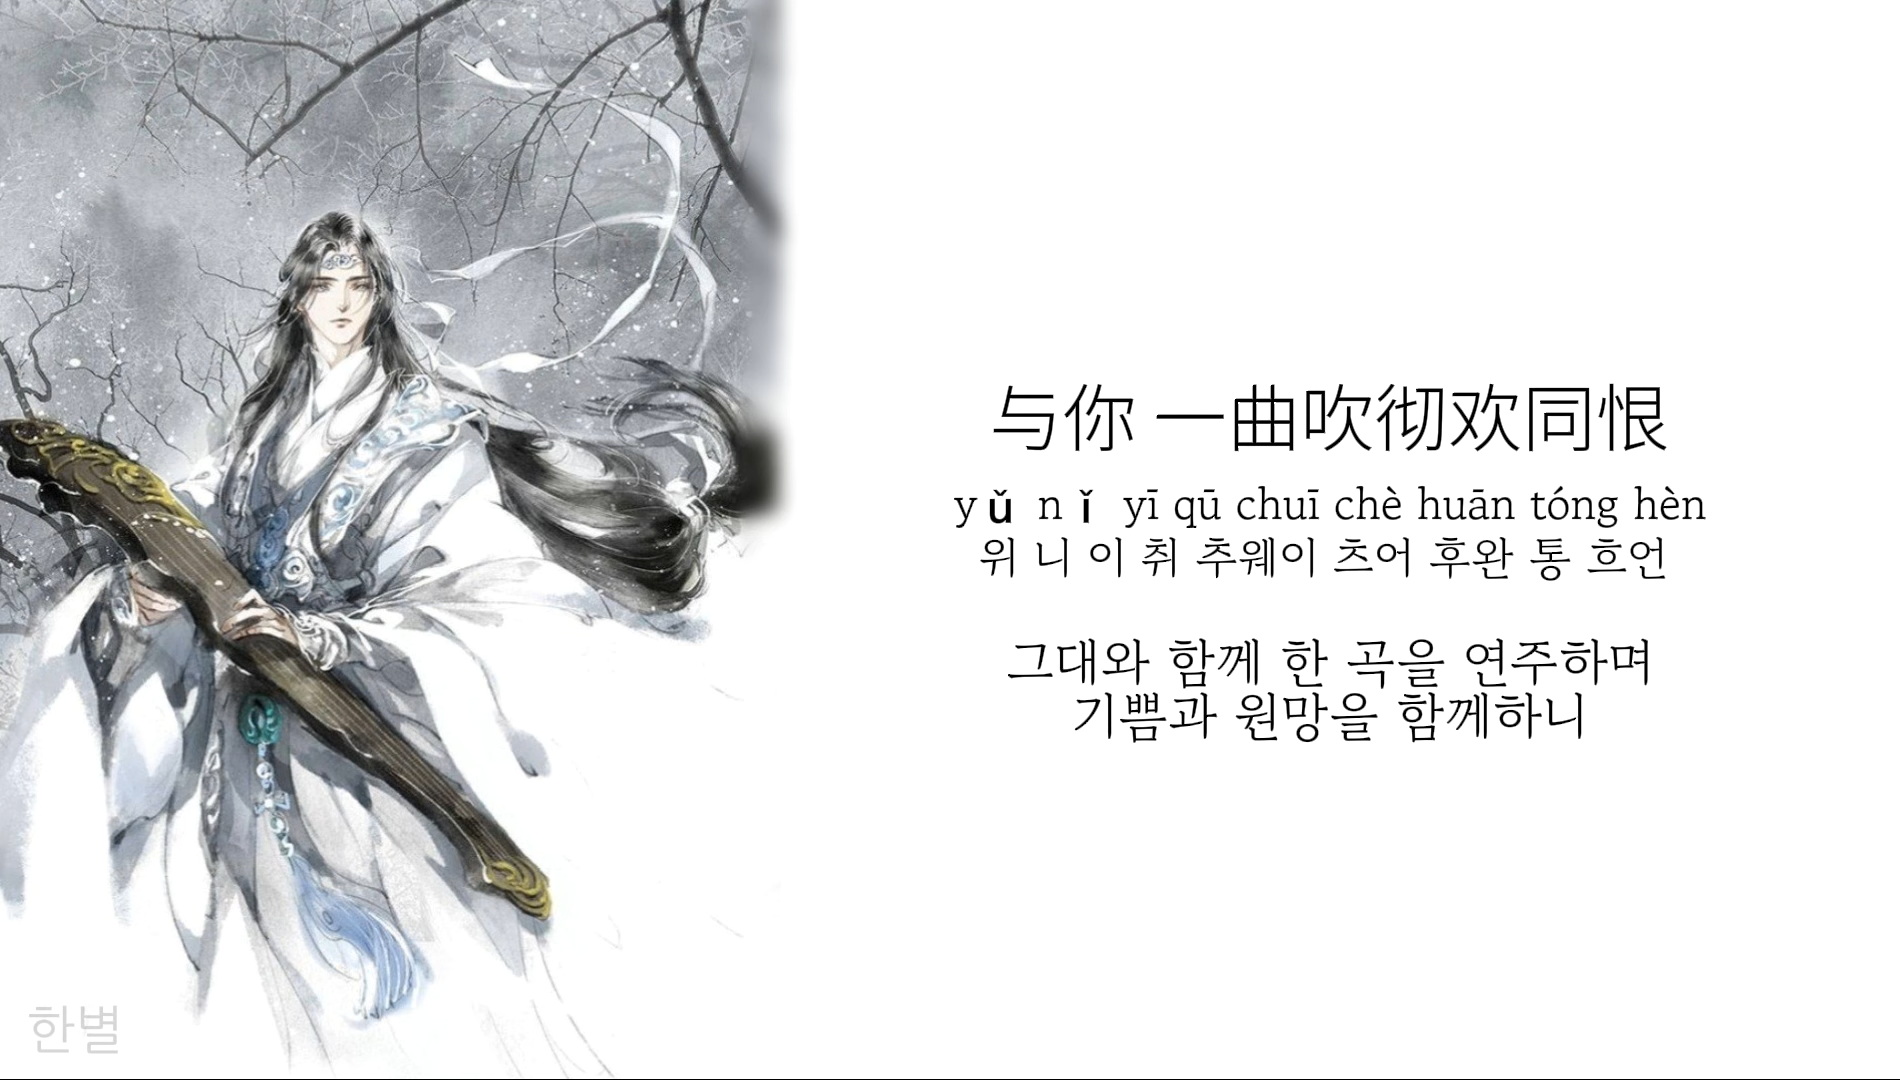 与你 一曲吹彻欢同恨
yǔ nǐ yī qū chuī chè huān tóng hèn
위 니 이 취 추웨이 츠어 후완 통 흐언
그대와 함께 한 곡을 연주하며
기쁨과 원망을 함께하니
한별